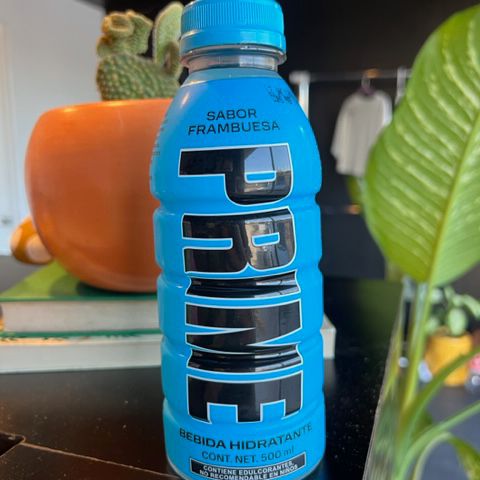 SABOR
FRAMBUESA
PRIME
BEBIDA HIDRATANTE
CONT. NET. 500 ml
CONTIENE EDULCORANTES,
NO RECOMENDABLE EN NIÑOS